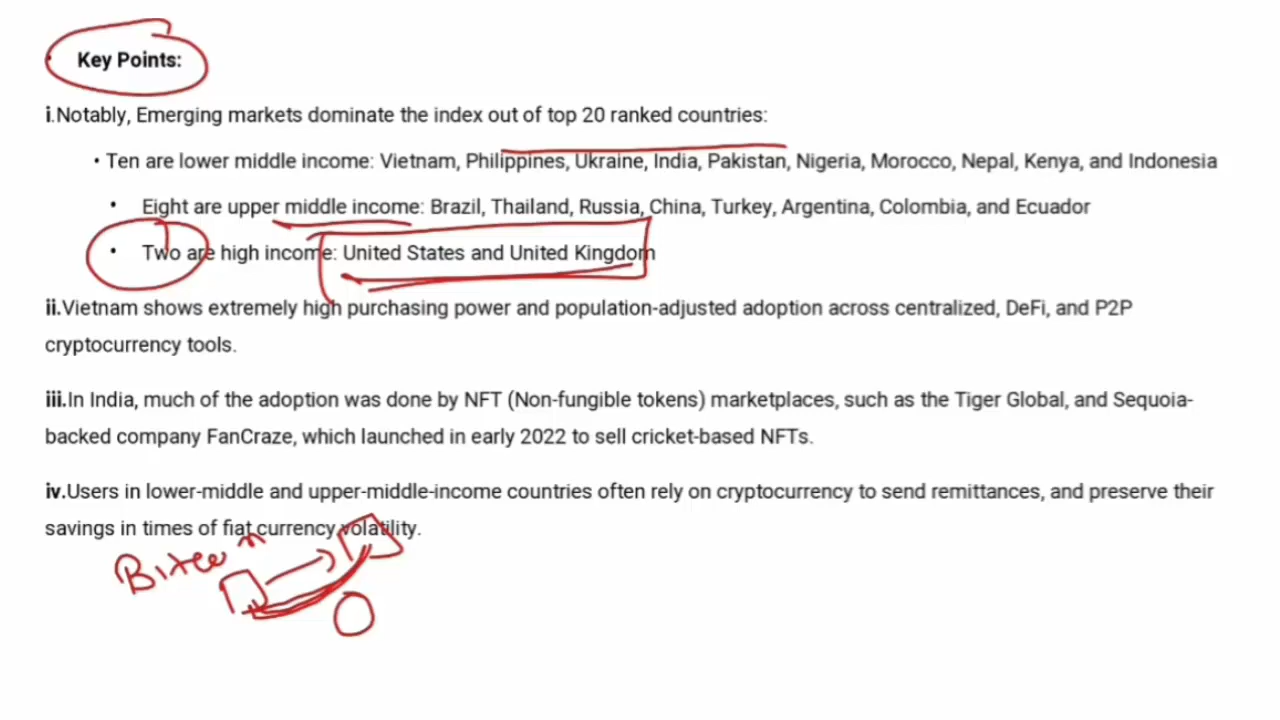 Key Points:
i.Notably, Emerging markets dominate the index out of top 20 ranked countries:
• Ten are lower middle income: Vietnam, Philippines, Ukraine, India, Pakistan, Nigeria, Morocco, Nepal, Kenya, and Indonesia
• Eight are upper middle income: Brazil, Thailand, Russia, China, Turkey, Argentina, Colombia, and Ecuador
• Two are high income: United States and United Kingdom
ii.Vietnam shows extremely high purchasing power and population-adjusted adoption across centralized, DeFi, and P2P
cryptocurrency tools.
iii.In India, much of the adoption was done by NFT (Non-fungible tokens) marketplaces, such as the Tiger Global, and Sequoia-
backed company FanCraze, which launched in early 2022 to sell cricket-based NFTs.
iv.Users in lower-middle and upper-middle-income countries often rely on cryptocurrency to send remittances, and preserve their
savings in times of fiat currency volatility.